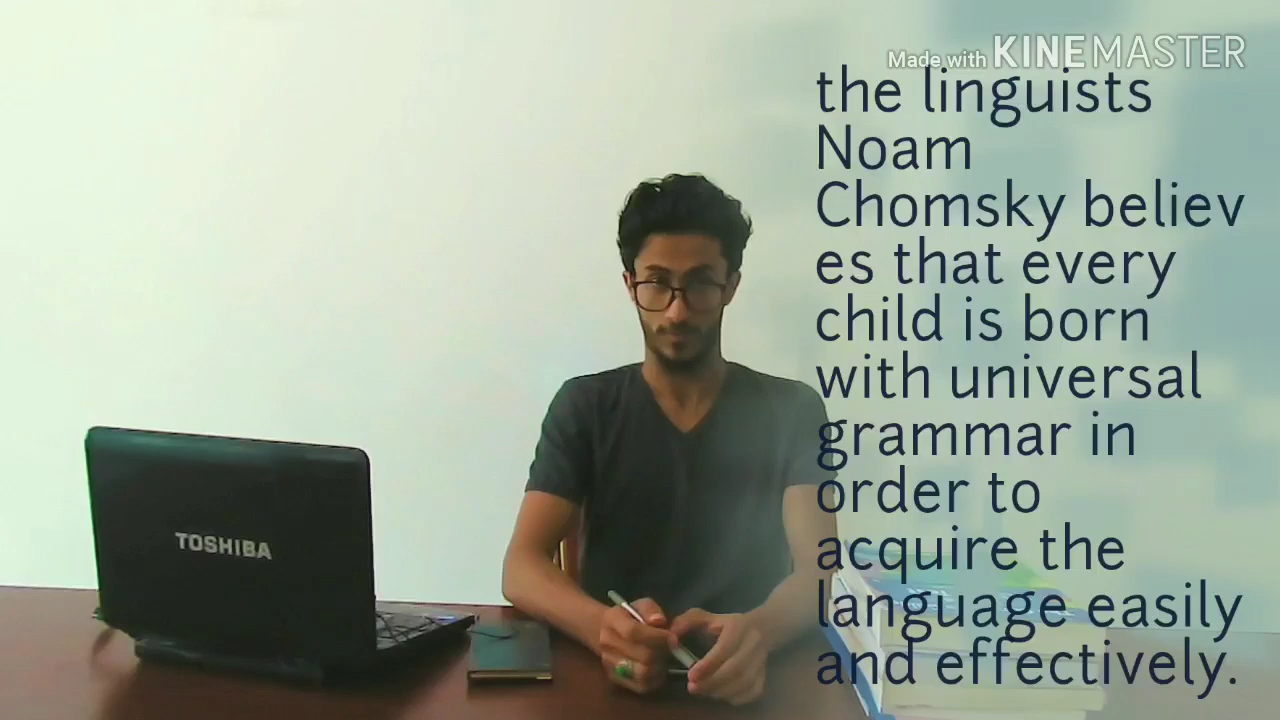 Made with KINEMASTER
the linguists
Noam
Chomsky believ
es that every
child is born
with universal
grammar in
order to
acquire the
language easily
and effectively.
TOSHIBA